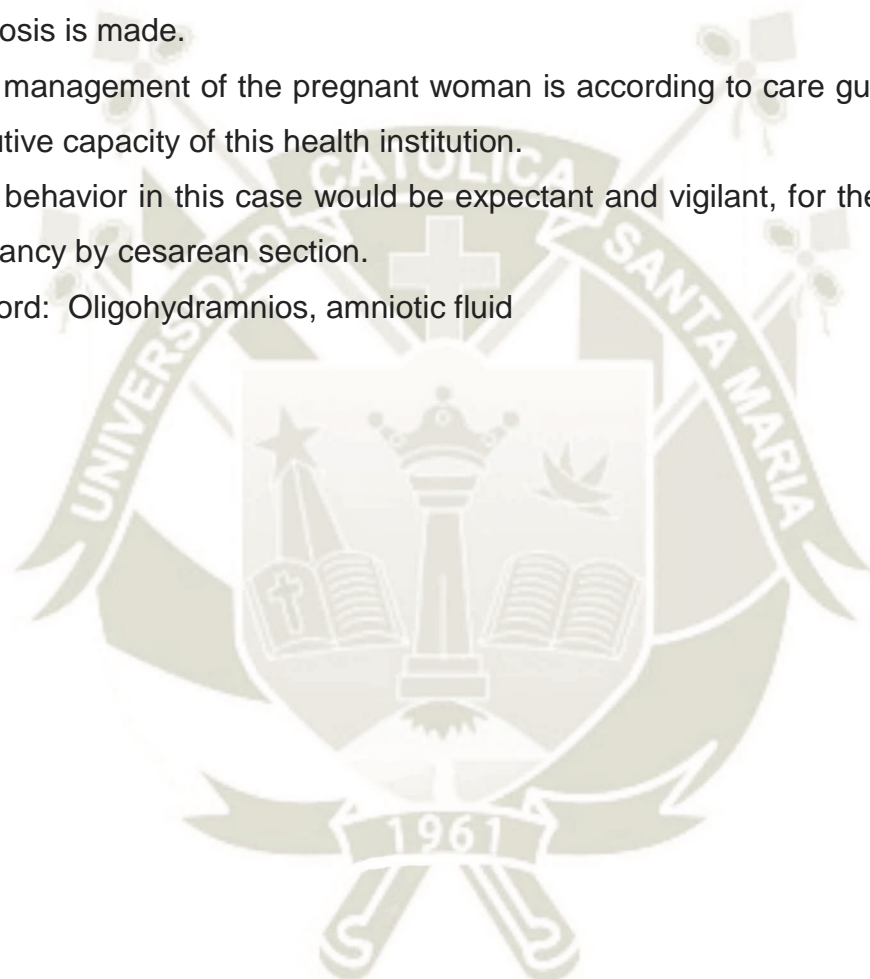 osis is made.
management of the pregnant woman is according to care gu
tive capacity of this health institution.
behavior in this case would be expectant and vigilant, for the
ancy by cesarean section.
ord: Oligohydramnios, amniotic fluid
UNIVERSIDAD CATOLICA SANTA MARIA
1961